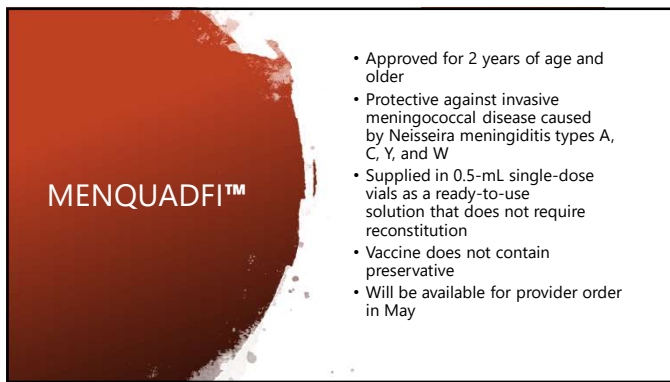 MENQUADFI™
• Approved for 2 years of age and
older
• Protective against invasive
meningococcal disease caused
by Neisseira meningiditis types A,
C, Y, and W
• Supplied in 0.5-mL single-dose
vials as a ready-to-use
solution that does not require
reconstitution
• Vaccine does not contain
preservative
• Will be available for provider order
in May